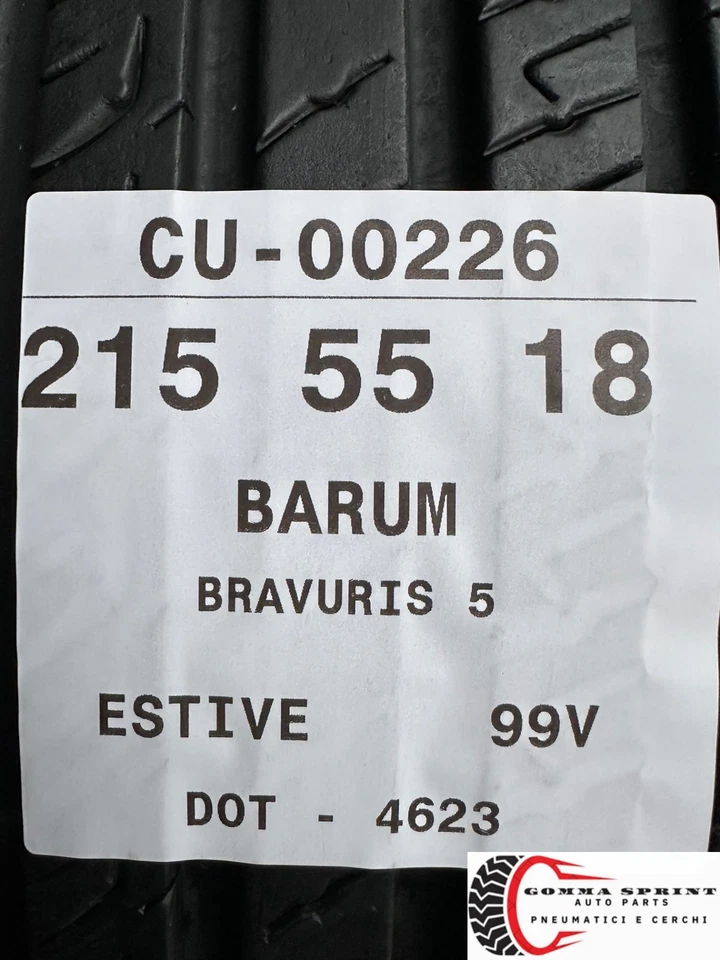 CU-00226
215 55 18
BARUM
BRAVURIS 5
ESTIVE 99V
DOT - 4623
GOMMA SPRINT
AUTO PARTS
PNEUMATICI E CERCHI